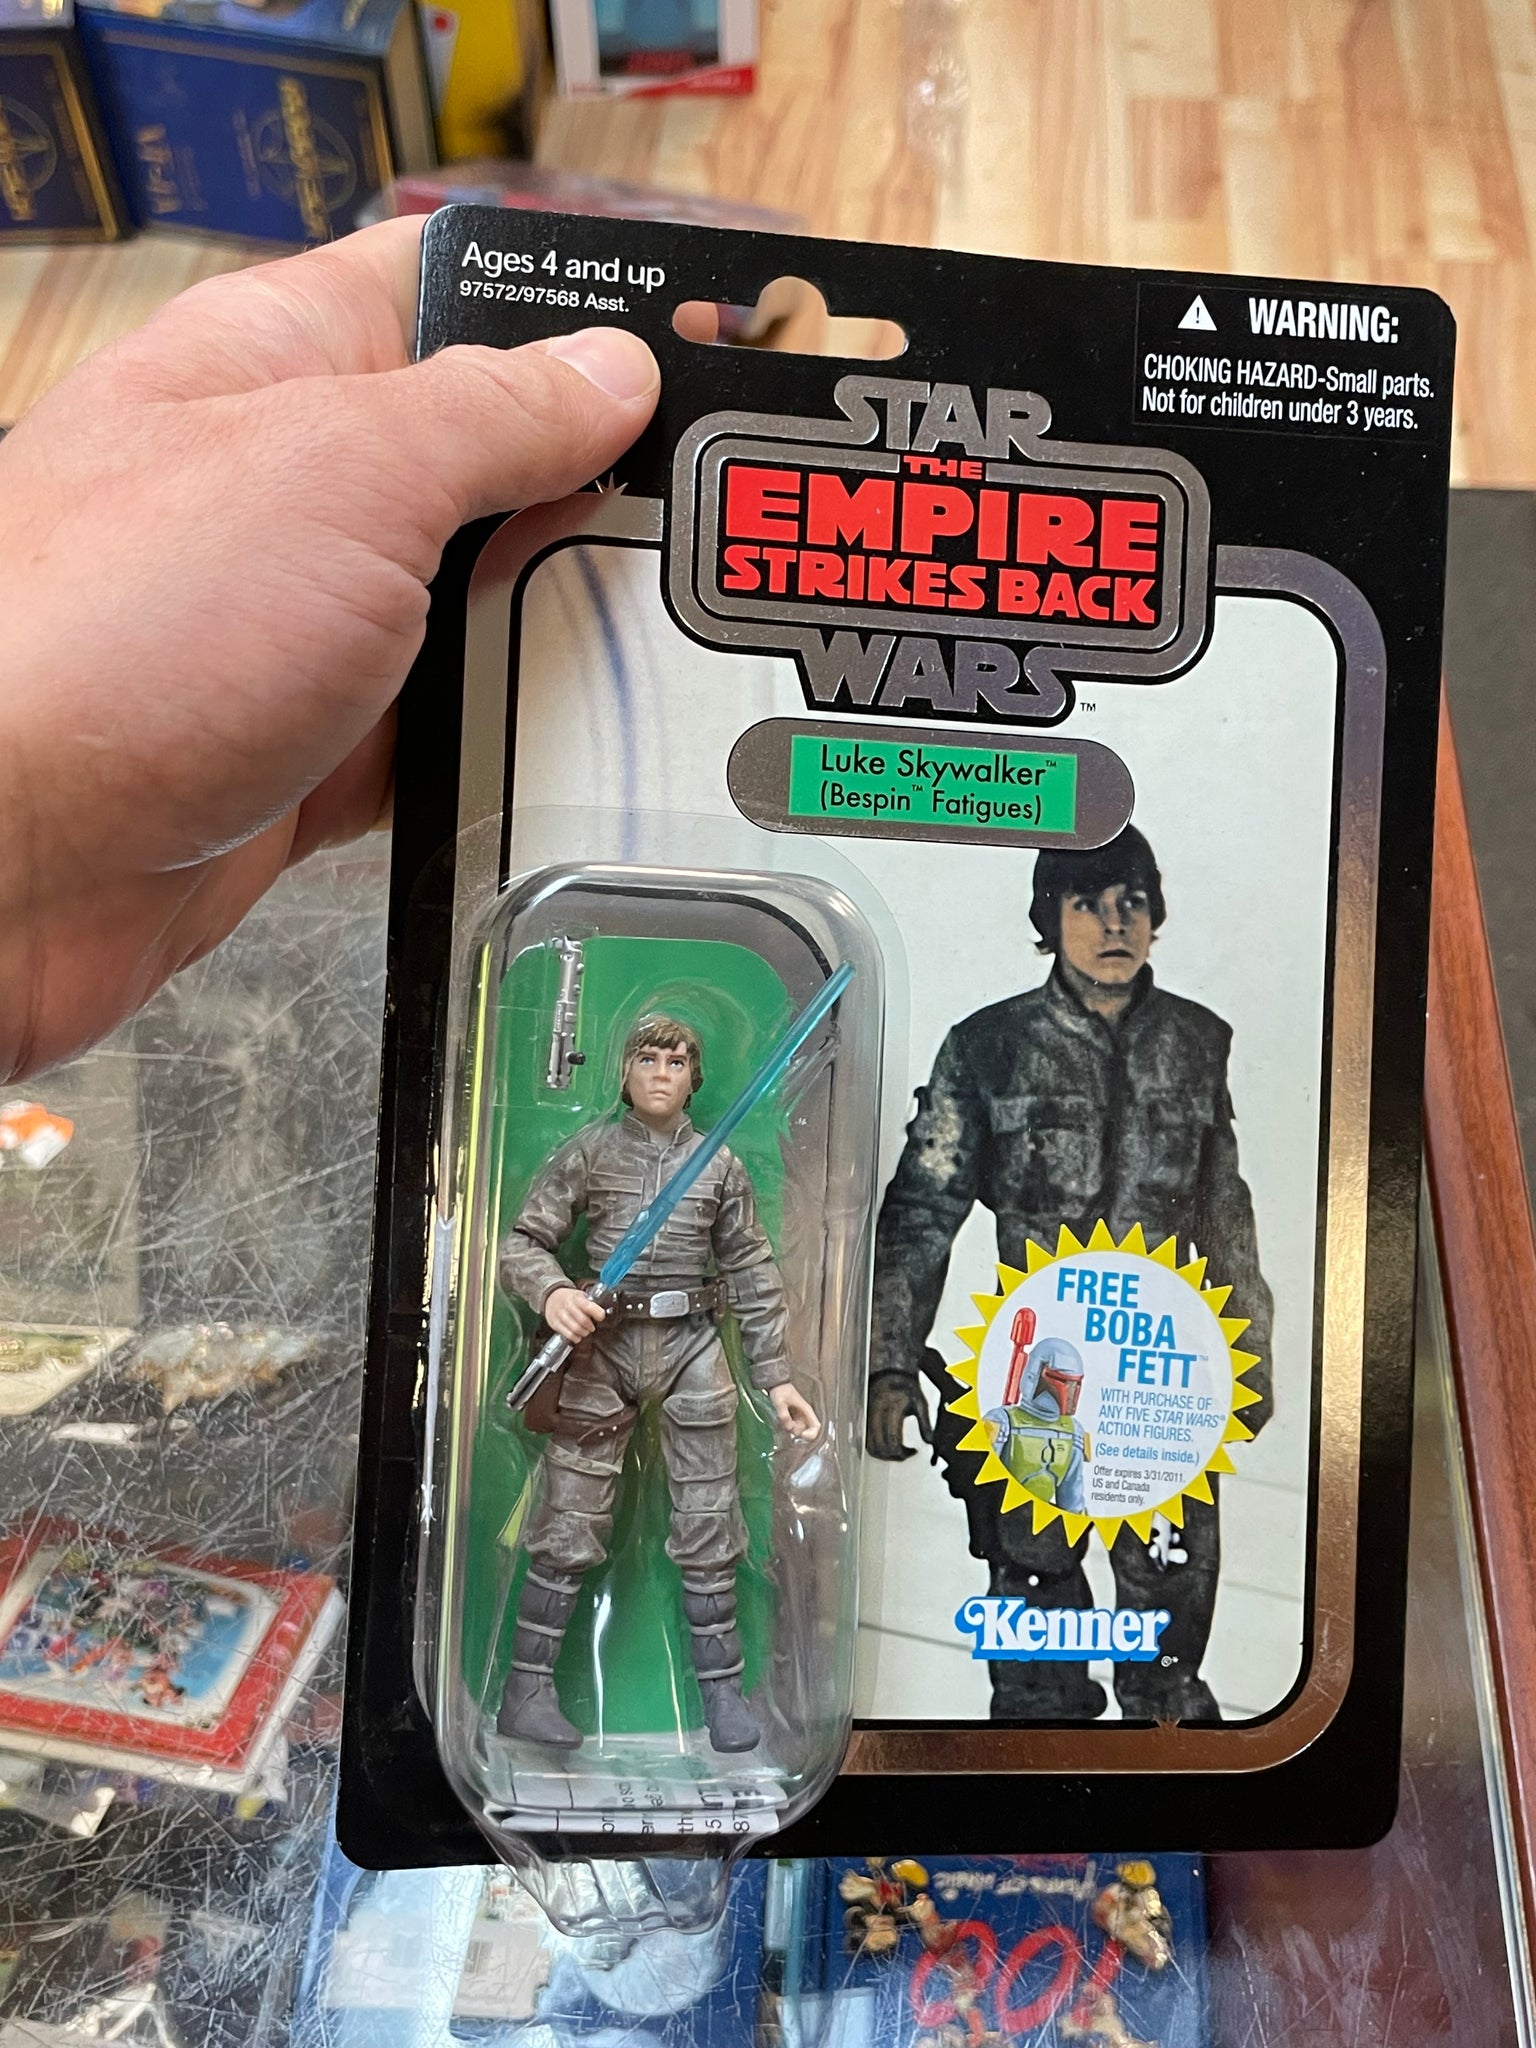 Ages 4 and up
97572/97568 Asst.
WARNING:
CHOKING HAZARD-Small parts.
Not for children under 3 years.
STAR
THE
EMPIRE
STRIKES BACK
WARS™
Luke Skywalker™
(Bespin™ Fatigues)
FREE
BOBA
FETT™
WITH PURCHASE OF
ANY FIVE STAR WARS®
ACTION FIGURES.
(See details inside.)
Offer expires 3/31/2011.
US and Canada
residents only.
Kenner